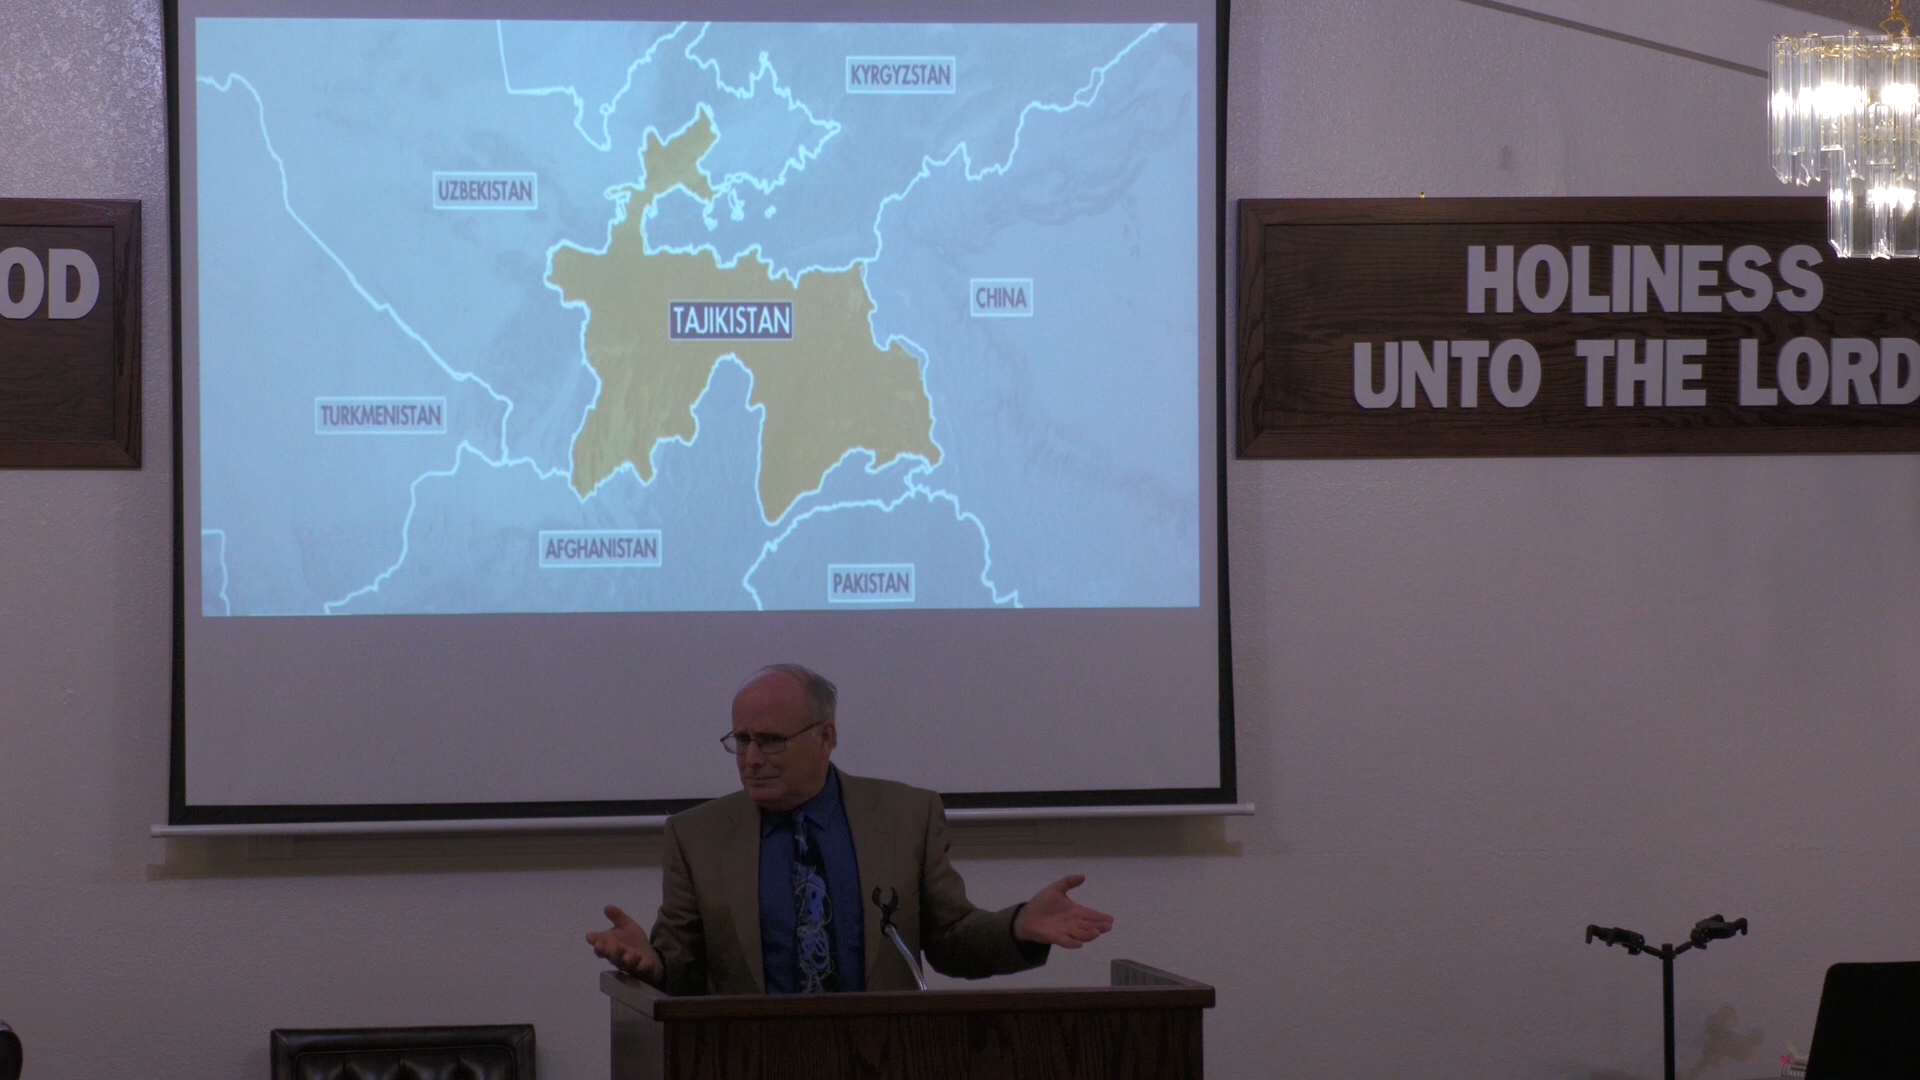 KYRGYZSTAN
UZBEKISTAN
CHINA
TAJIKISTAN
TURKMENISTAN
AFGHANISTAN
PAKISTAN
OD
HOLINESS
UNTO THE LORD